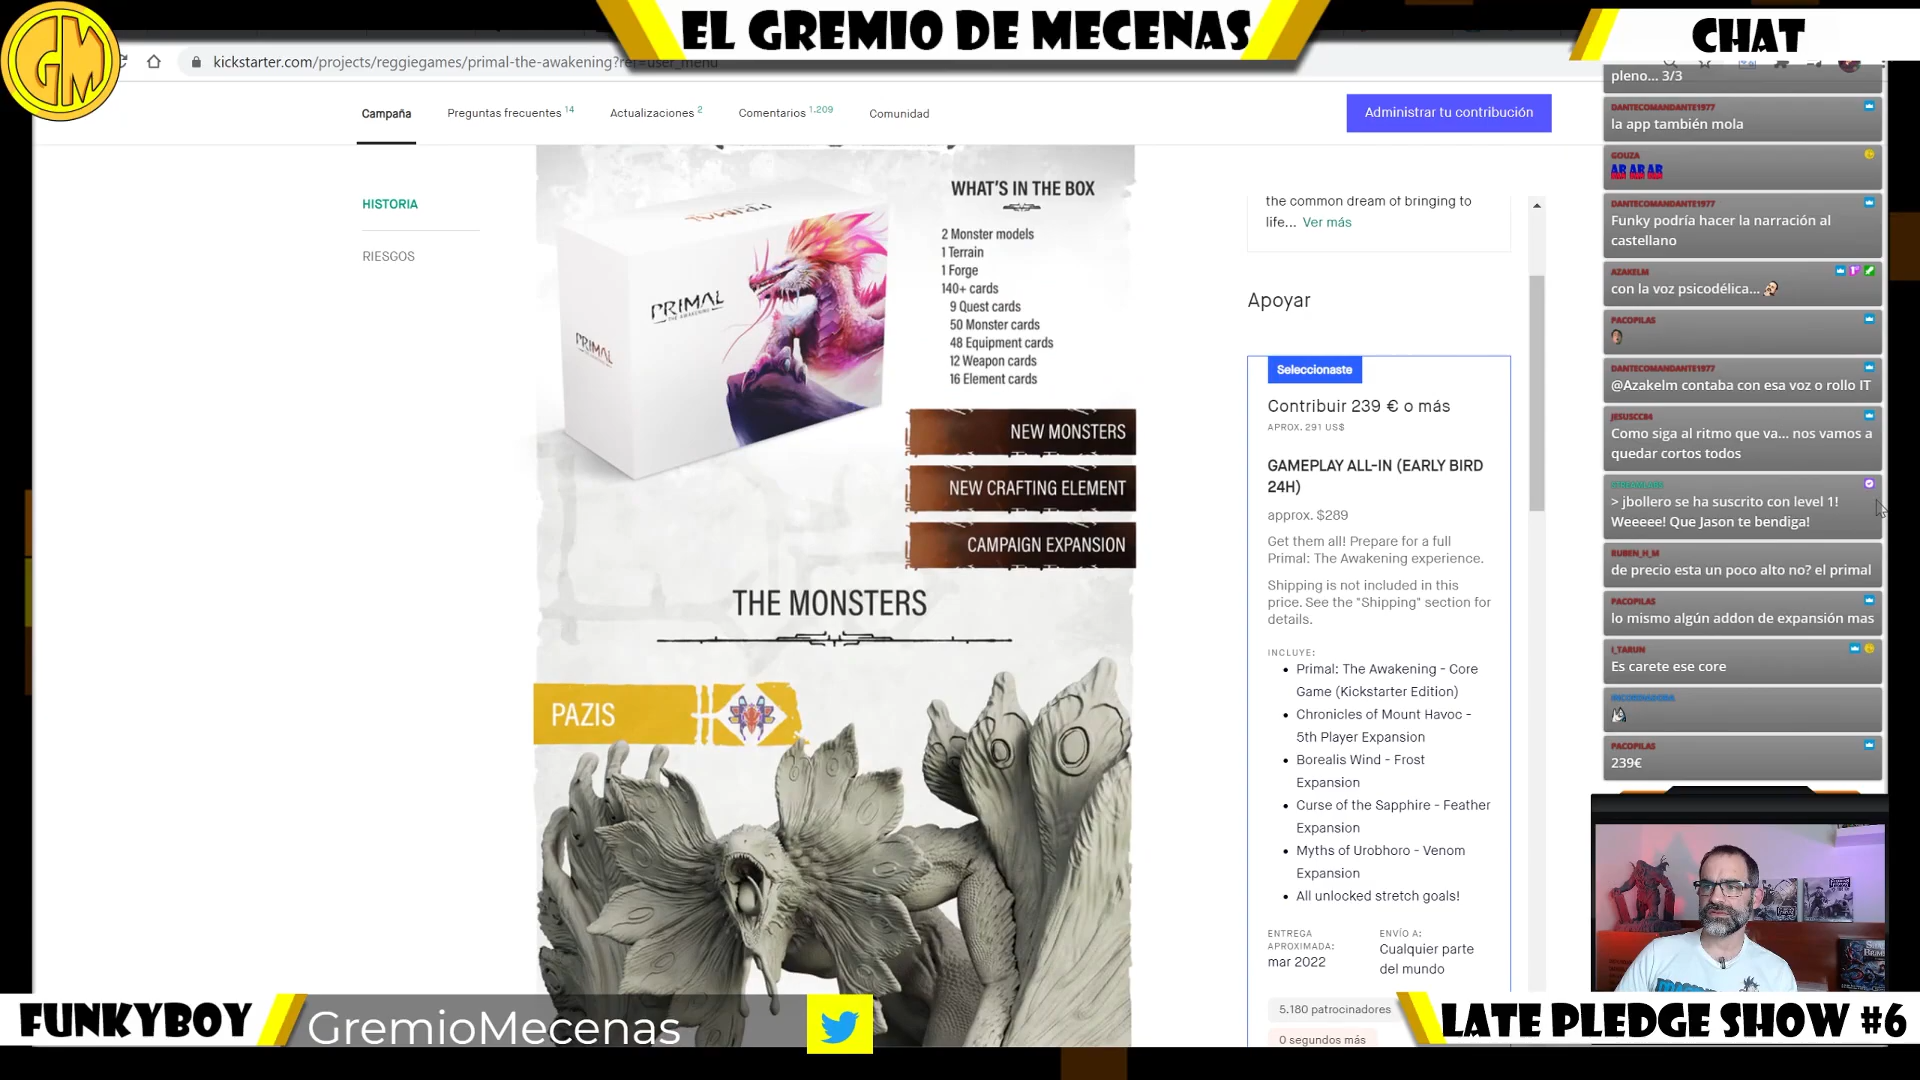 GM
EL GREMIO DE MECENAS
CHAT
kickstarter.com/projects/reggiegames/primal-the-awakening?ref=user_menu
Campaña
Preguntas frecuentes 14
Actualizaciones 2
Comentarios 1.209
Comunidad
Administrar tu contribución
HISTORIA
RIESGOS
PRIMAL
PRIMAL
THE AWAKENING
PRIMAL
WHAT'S IN THE BOX
2 Monster models
1 Terrain
1 Forge
140+ cards
9 Quest cards
50 Monster cards
48 Equipment cards
12 Weapon cards
16 Element cards
NEW MONSTERS
NEW CRAFTING ELEMENT
CAMPAIGN EXPANSION
THE MONSTERS
PAZIS
the common dream of bringing to
life... Ver más
Apoyar
Seleccionaste
Contribuir 239 € o más
APROX. 291 US$
GAMEPLAY ALL-IN (EARLY BIRD
24H)
approx. $289
Get them all! Prepare for a full
Primal: The Awakening experience.
Shipping is not included in this
price. See the "Shipping" section for
details.
INCLUYE:
Primal: The Awakening - Core
Game (Kickstarter Edition)
Chronicles of Mount Havoc -
5th Player Expansion
Borealis Wind - Frost
Expansion
Curse of the Sapphire - Feather
Expansion
Myths of Urobhoro - Venom
Expansion
All unlocked stretch goals!
ENTREGA
APROXIMADA:
mar 2022
ENVÍO A:
Cualquier parte
del mundo
5.180 patrocinadores
0 segundos más
pleno... 3/3
DANTECOMANDANTE1977
la app también mola
GOUZA
AR AR AR
DANTECOMANDANTE1977
Funky podría hacer la narración al
castellano
AZAKELM
con la voz psicodélica...
PACOPILAS
DANTECOMANDANTE1977
@Azakelm contaba con esa voz o rollo IT
JESUSCC84
Como siga al ritmo que va... nos vamos a
quedar cortos todos
STREAMLABS
> jbollero se ha suscrito con level 1!
Weeeee! Que Jason te bendiga!
RUBEN_H_M
de precio esta un poco alto no? el primal
PACOPILAS
lo mismo algún addon de expansión mas
I_TARUN
Es carete ese core
PACOPILAS
239€
FUNKYBOY
GremioMecenas
LATE PLEDGE SHOW #6